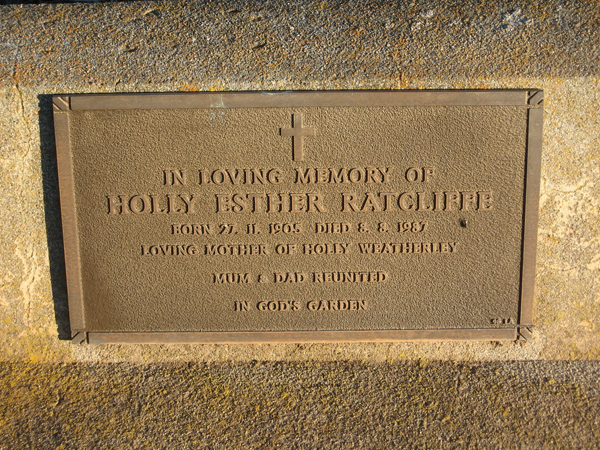 IN LOVING MEMORY OF
HOLLY ESTHER RATCLIFFE
BORN 27. 11. 1905 DIED 8. 8. 1987
LOVING MOTHER OF HOLLY WEATHERLEY
MUM & DAD REUNITED
IN GOD'S GARDEN